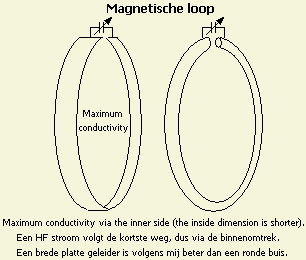 Magnetische loop
Maximum
conductivity
Maximum conductivity via the inner side (the inside dimension is shorter).
Een HF stroom volgt de kortste weg, dus via de binnenomtrek.
Een brede platte geleider is volgens mij beter dan een ronde buis.